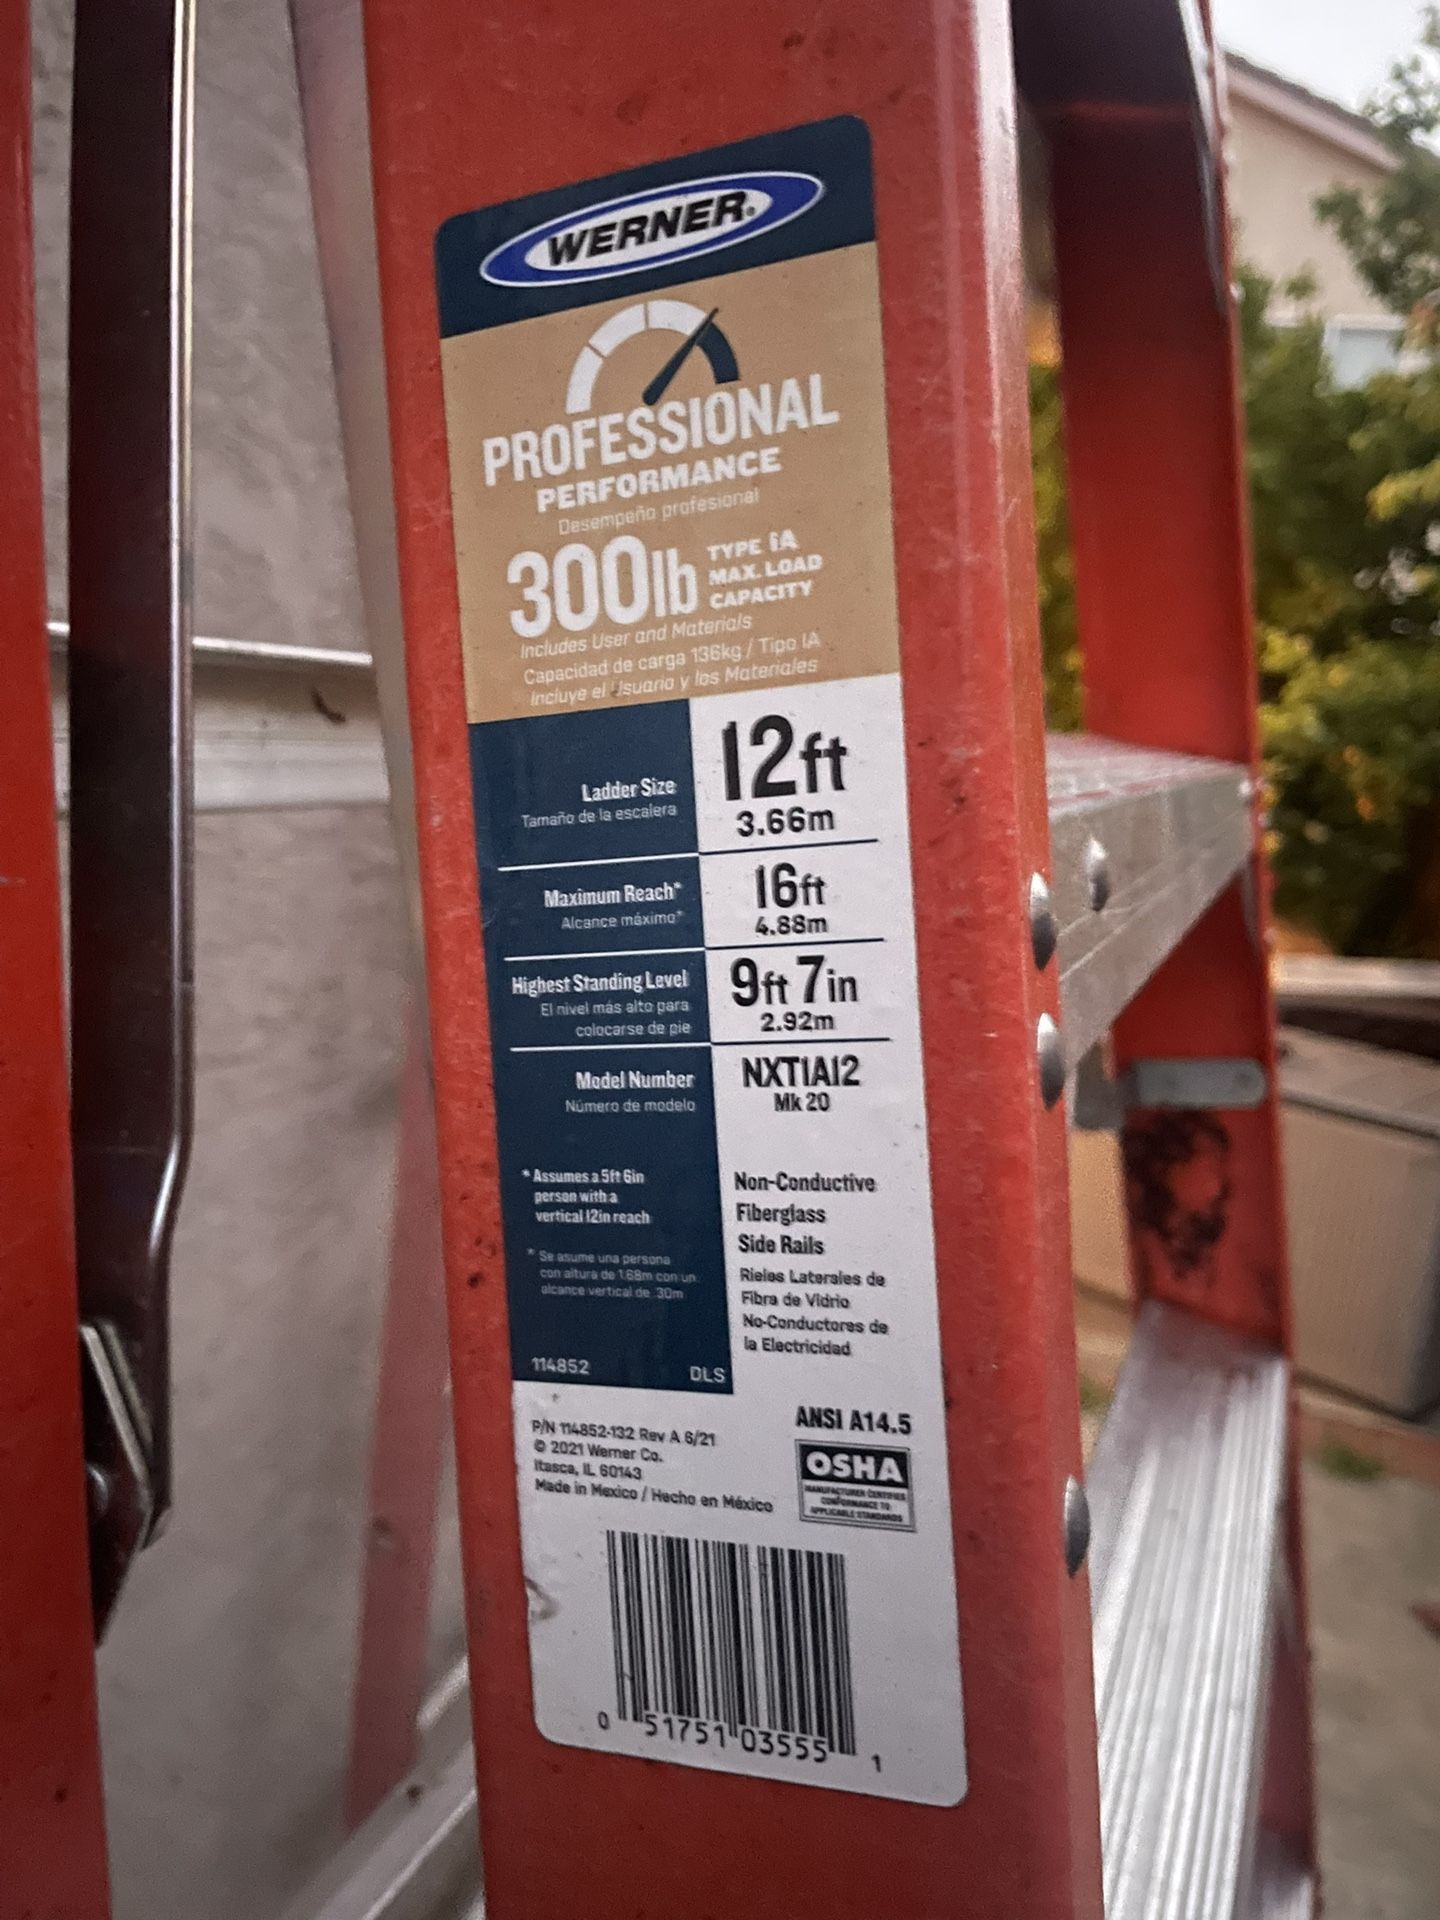 WERNER.
PROFESSIONAL
PERFORMANCE
Desempeño profesional
300lb TYPE IA
MAX. LOAD
CAPACITY
Includes User and Materials
Capacidad de carga 136kg / Tipo IA
Incluye el Usuario y los Materiales
Ladder Size
Tamaño de la escalera
12ft
3.66m
Maximum Reach*
Alcance máximo*
16ft
4.88m
Highest Standing Level
El nivel más alto para
colocarse de pie
9ft 7in
2.92m
Model Number
Número de modelo
NXT1A12
Mk 20
* Assumes a 5ft 6in
person with a
vertical 12in reach
* Se asume una persona
con altura de 1.68m con un
alcance vertical de .30m
114852 DLS
Non-Conductive
Fiberglass
Side Rails
Rieles Laterales de
Fibra de Vidrio
No-Conductores de
la Electricidad
P/N 114852-132 Rev A 6/21
© 2021 Werner Co.
Itasca, IL 60143
Made in Mexico / Hecho en México
ANSI A14.5
OSHA
MANUFACTURER CERTIFIES
CONFORMANCE TO
APPLICABLE STANDARDS
0 51751 03555 1